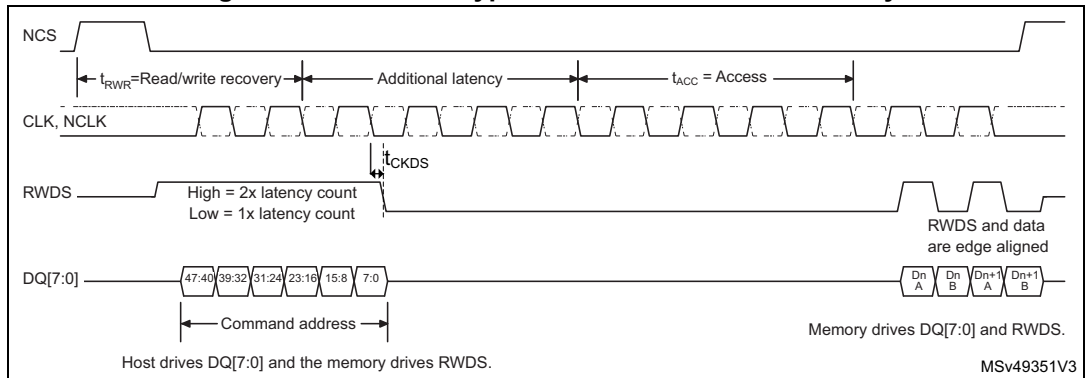 NCS
tRWR=Read/write recovery
Additional latency
tACC = Access
CLK, NCLK
tCKDS
RWDS
High = 2x latency count
Low = 1x latency count
RWDS and data
are edge aligned
DQ[7:0]
47:40 39:32 31:24 23:16 15:8 7:0
Dn Dn Dn+1 Dn+1
A B A B
Command address
Memory drives DQ[7:0] and RWDS.
Host drives DQ[7:0] and the memory drives RWDS.
MSv49351V3